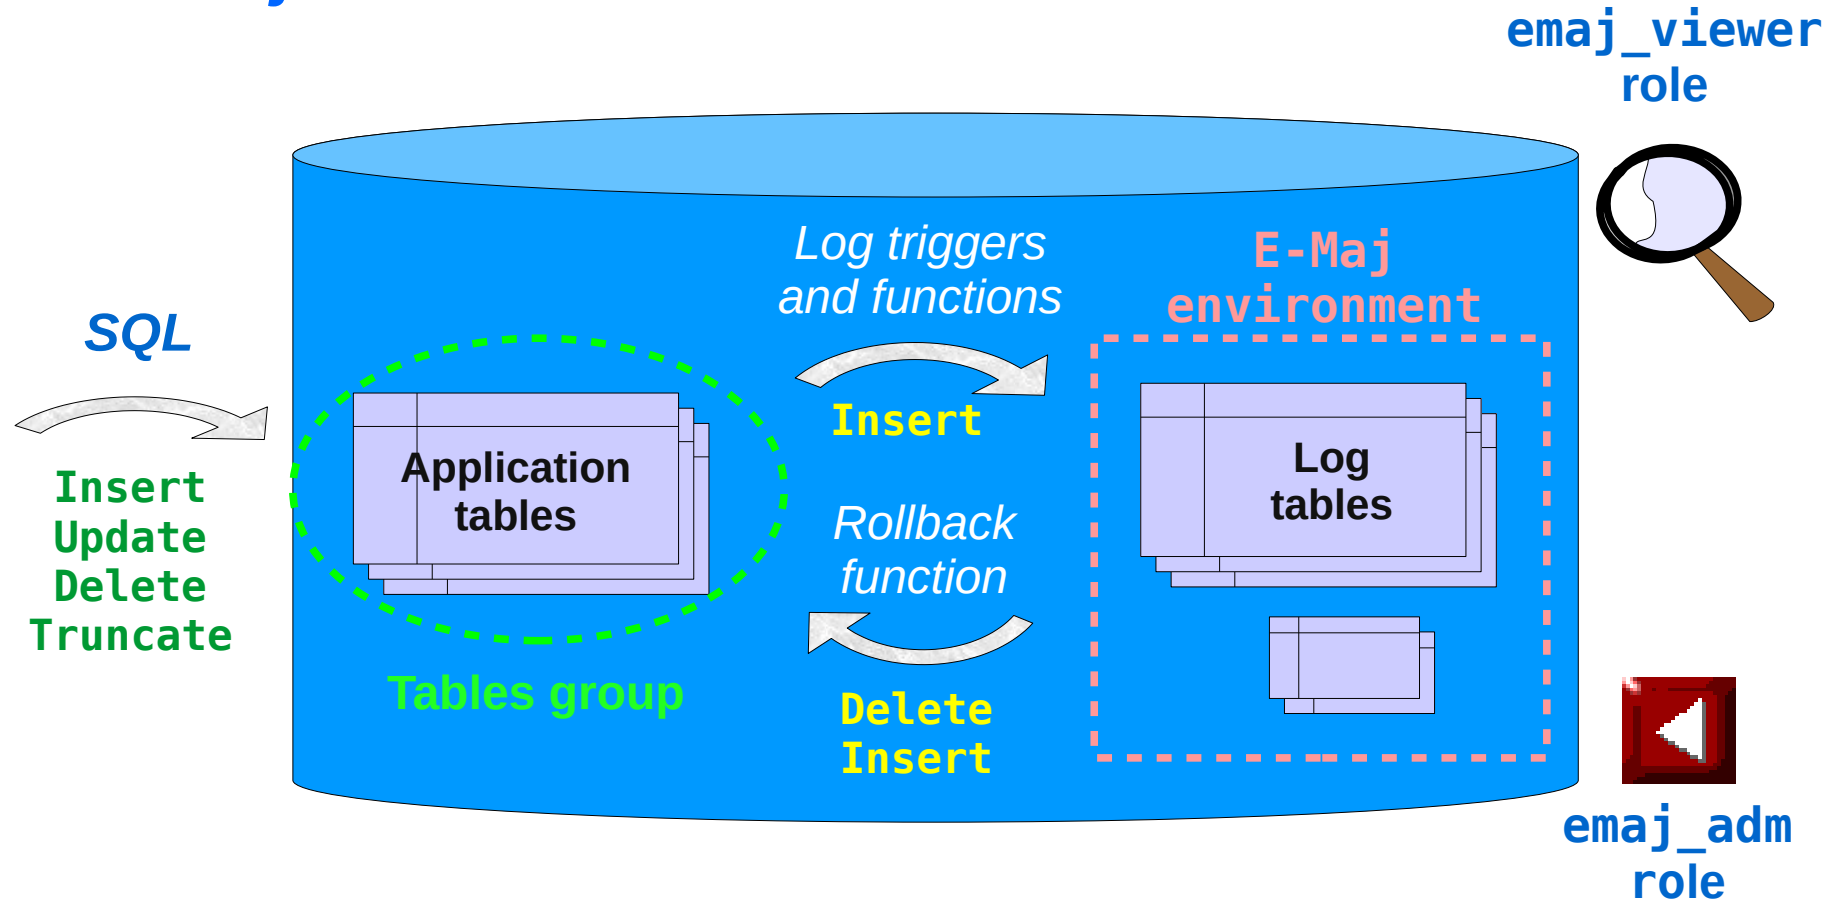 emaj_viewer
role
Log triggers
and functions
E-Maj
environment
SQL
Insert
Application
tables
Log
tables
Insert
Update
Delete
Truncate
Rollback
function
Tables group
Delete
Insert
emaj_adm
role